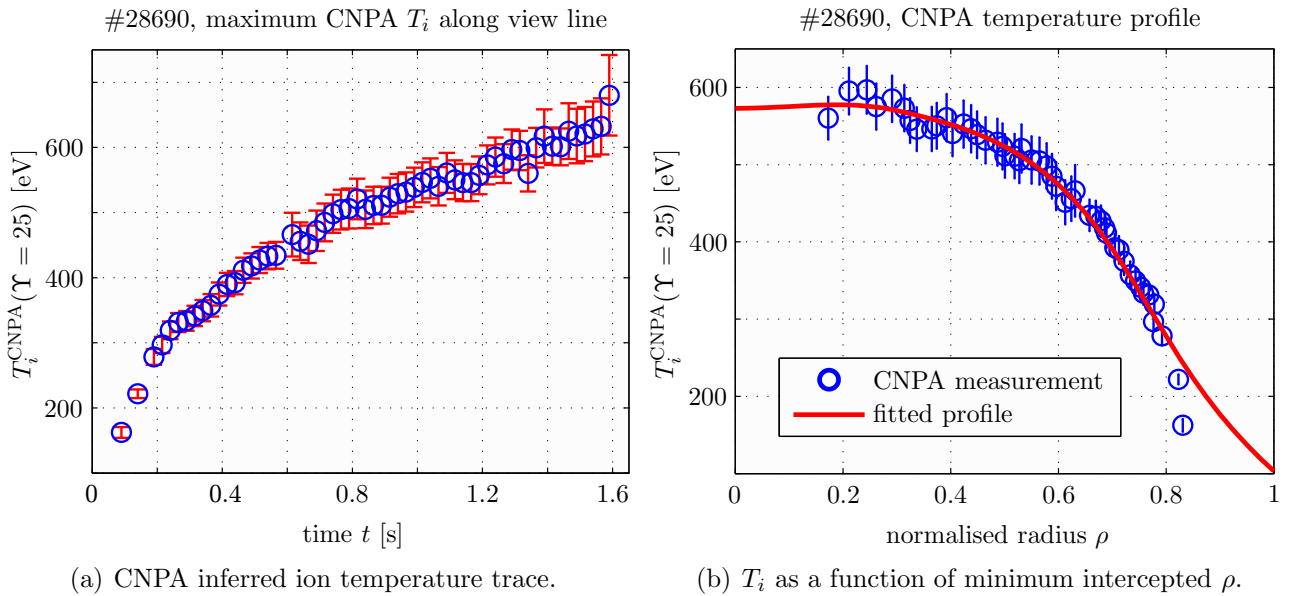 #28690, maximum CNPA T_i along view line
T_i^CNPA(Υ = 25) [eV]
600
400
200
0 0.4 0.8 1.2 1.6
time t [s]
(a) CNPA inferred ion temperature trace.
#28690, CNPA temperature profile
T_i^CNPA(Υ = 25) [eV]
600
400
200
CNPA measurement
fitted profile
0 0.2 0.4 0.6 0.8 1
normalised radius ρ
(b) T_i as a function of minimum intercepted ρ.